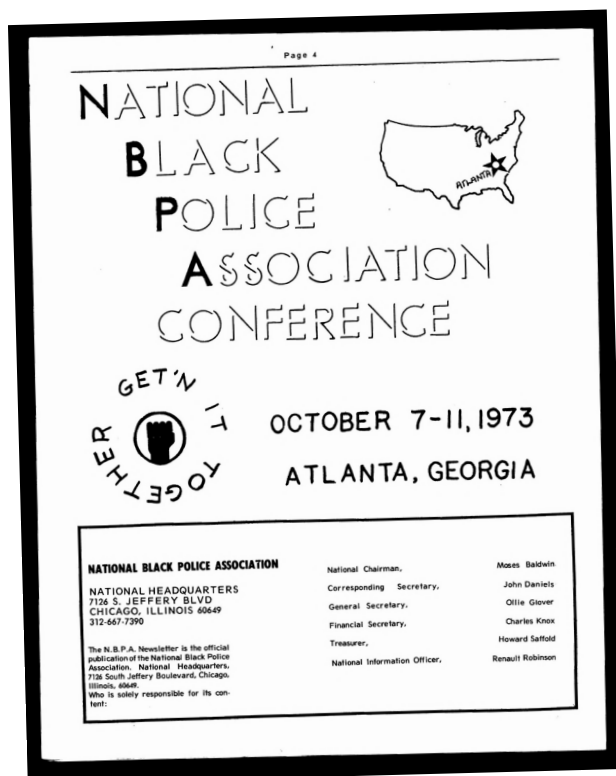 Page 4
NATIONAL
BLACK
POLICE
ASSOCIATION
CONFERENCE
ATLANTA
GET'N IT TOGETHER
OCTOBER 7-11, 1973
ATLANTA, GEORGIA
NATIONAL BLACK POLICE ASSOCIATION
NATIONAL HEADQUARTERS
7126 S. JEFFERY BLVD
CHICAGO, ILLINOIS 60649
312-667-7390
The N.B.P.A. Newsletter is the official
publication of the National Black Police
Association. National Headquarters,
7126 South Jeffery Boulevard, Chicago,
Illinois, 60649.
Who is solely responsible for its con-
tent:
National Chairman, Moses Baldwin
Corresponding Secretary, John Daniels
General Secretary, Ollie Glover
Financial Secretary, Charles Knox
Treasurer, Howard Saffold
National Information Officer, Renault Robinson